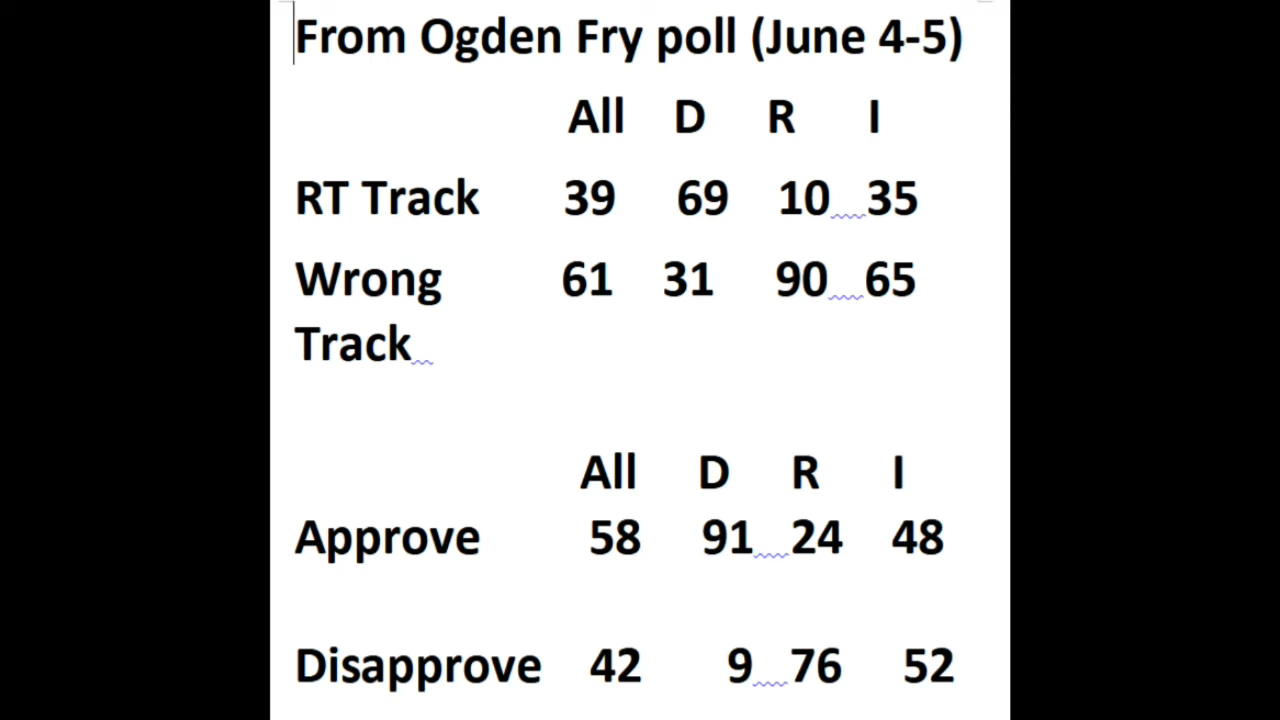 From Ogden Fry poll (June 4-5)
All D R I
RT Track 39 69 10 35
Wrong 61 31 90 65
Track
All D R I
Approve 58 91 24 48
Disapprove 42 9 76 52